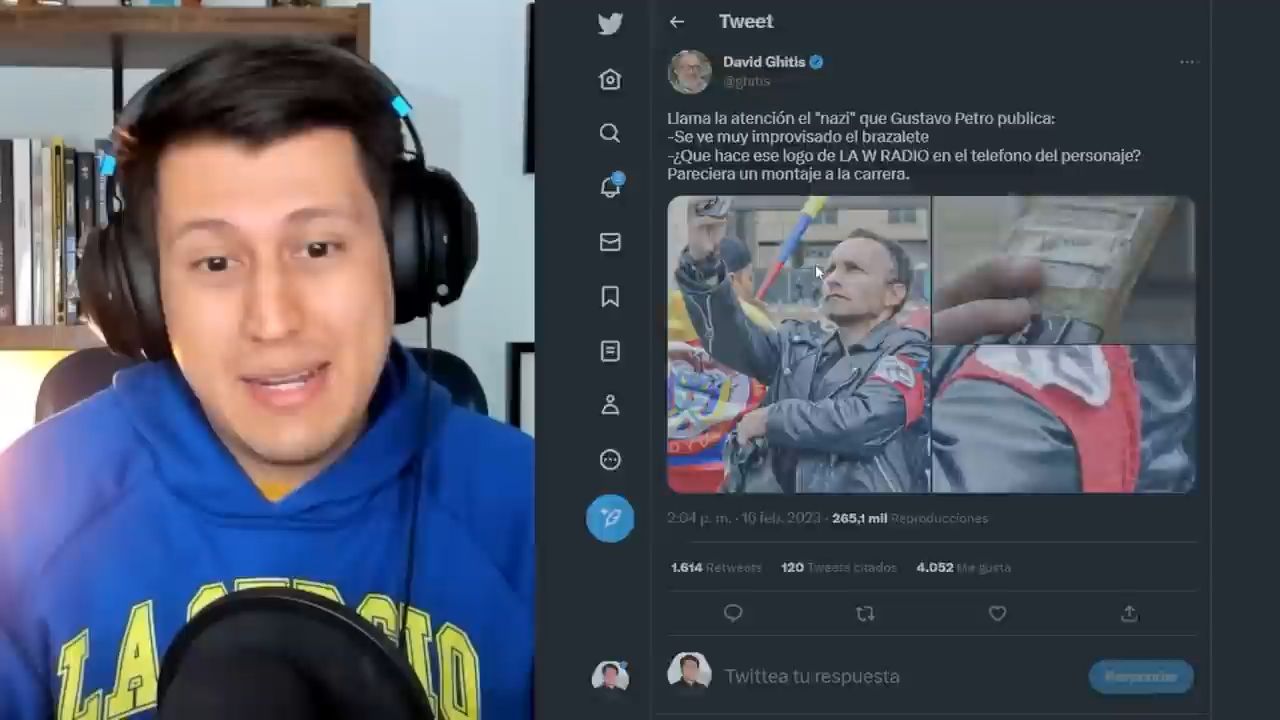 Tweet
David Ghitis
@ghitis
Llama la atención el "nazi" que Gustavo Petro publica:
-Se ve muy improvisado el brazalete
-¿Que hace ese logo de LA W RADIO en el telefono del personaje?
Pareciera un montaje a la carrera.
2:04 p. m. · 16 feb. 2023 · 265,1 mil Reproducciones
1.614 Retweets 120 Tweets citados 4.052 Me gusta
Twittea tu respuesta
Responder
LA